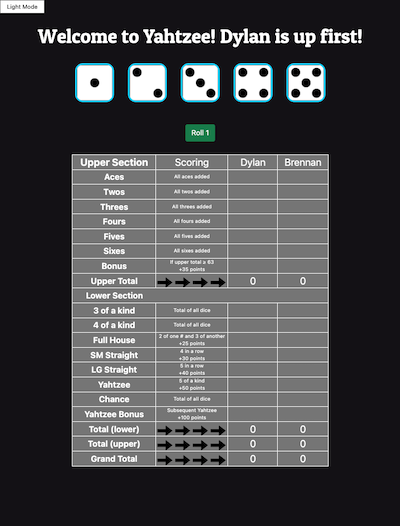 Light Mode
Welcome to Yahtzee! Dylan is up first!
Roll 1
Upper Section Scoring Dylan Brennan
Aces All aces added
Twos All twos added
Threes All threes added
Fours All fours added
Fives All fives added
Sixes All sixes added
Bonus If upper total ≥ 63
+35 points
Upper Total 0 0
Lower Section
3 of a kind Total of all dice
4 of a kind Total of all dice
Full House 2 of one # and 3 of another
+25 points
SM Straight 4 in a row
+30 points
LG Straight 5 in a row
+40 points
Yahtzee 5 of a kind
+50 points
Chance Total of all dice
Yahtzee Bonus Subsequent Yahtzee
+100 points
Total (lower) 0 0
Total (upper) 0 0
Grand Total 0 0